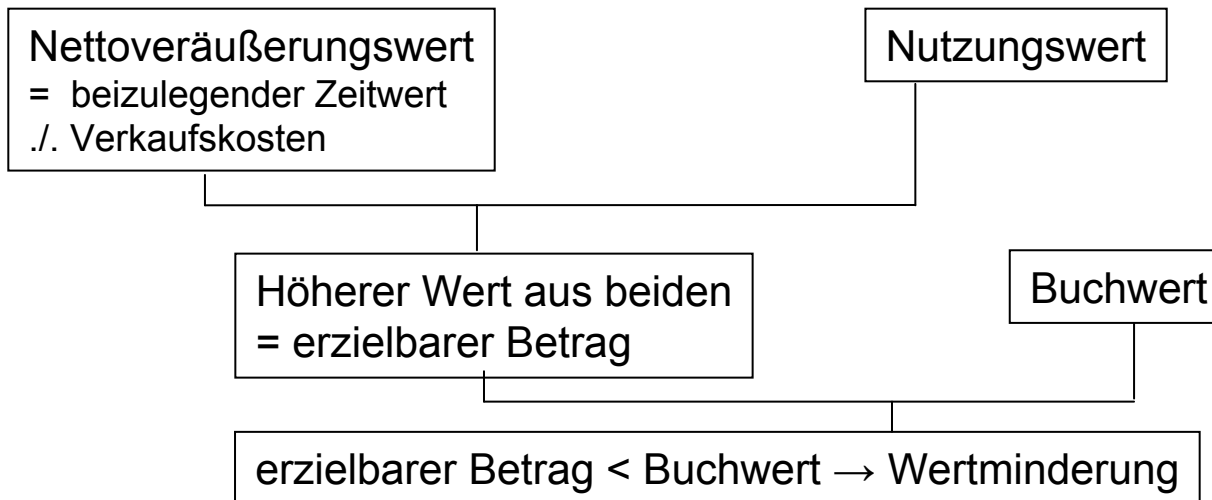 Nettoveräußerungswert
= beizulegender Zeitwert
./. Verkaufskosten
Nutzungswert
Höherer Wert aus beiden
= erzielbarer Betrag
Buchwert
erzielbarer Betrag < Buchwert → Wertminderung